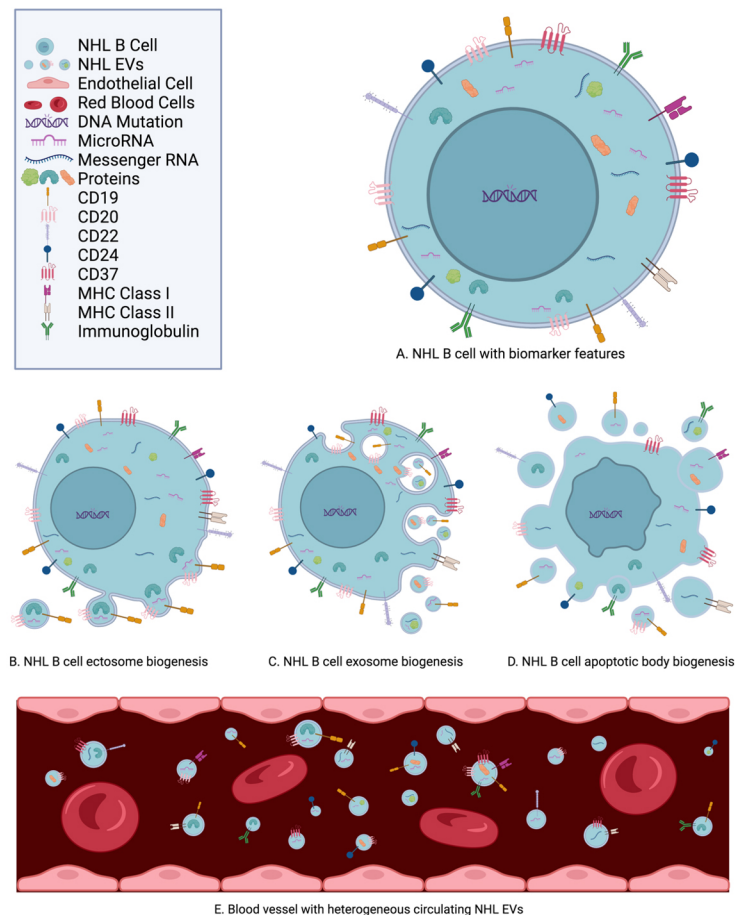 NHL B Cell
NHL EVs
Endothelial Cell
Red Blood Cells
DNA Mutation
MicroRNA
Messenger RNA
Proteins
CD19
CD20
CD22
CD24
CD37
MHC Class I
MHC Class II
Immunoglobulin
A. NHL B cell with biomarker features
B. NHL B cell ectosome biogenesis
C. NHL B cell exosome biogenesis
D. NHL B cell apoptotic body biogenesis
E. Blood vessel with heterogeneous circulating NHL EVs